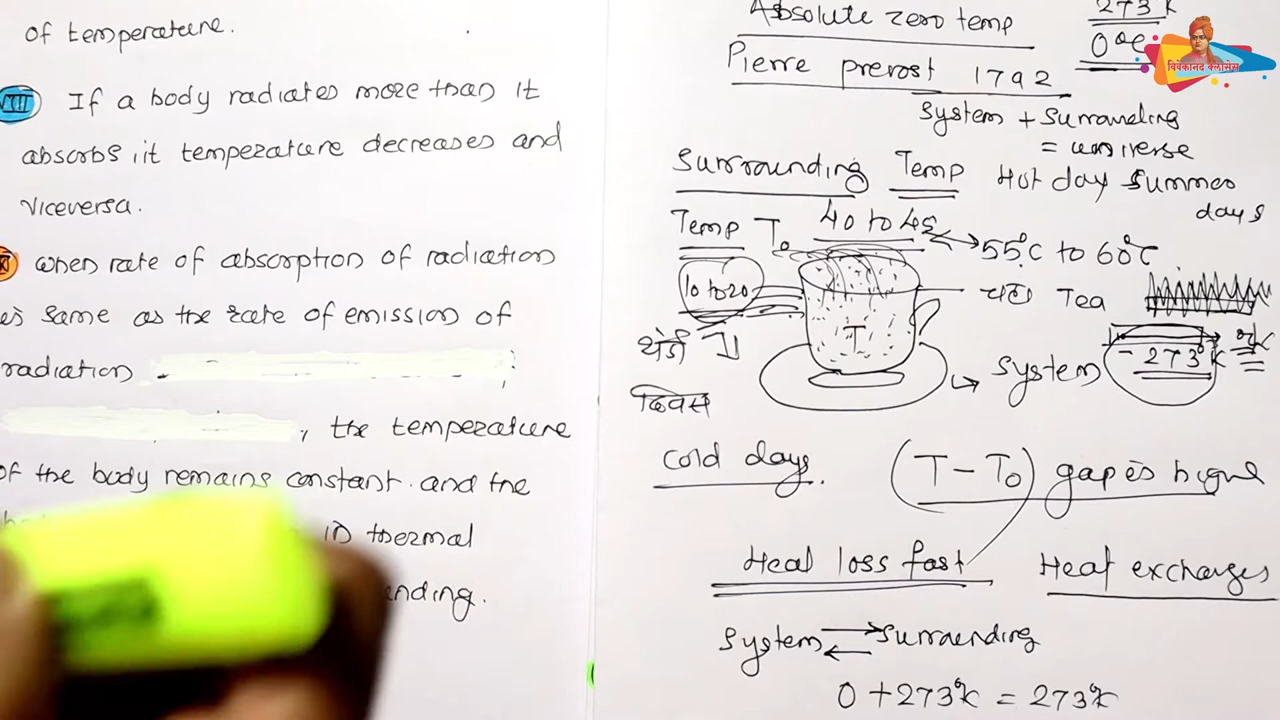 of temperature.
VIII If a body radiates more than it
absorbs, it temperature decreases and
viceversa.
when rate of absorption of radiation
is same as the rate of emission of
radiation
, the temperature
of the body remains constant. and the
in thermal
nding.
Absolute zero temp
273 K
0°C
Pierre prevost 1792
विवेकानंद क्लासेस
System + Surrounding
= universe
Surrounding Temp Hot day Summer
days
Temp T₀ 40 to 45
55°C to 60°C
10 to 20
चहा Tea
थंडी
T
System - 273°K
दिवस
cold days. (T - T₀) gap is high
Heat loss fast Heat exchanges
System ⇄ Surrounding
0 + 273°K = 273°K